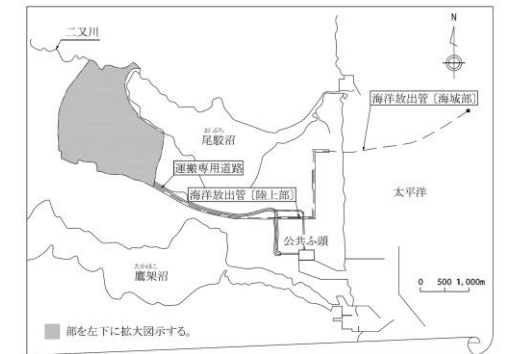 二又川
N
海洋放出管〔海域部〕
おぶち
尾駮沼
運搬専用道路
海洋放出管〔陸上部〕
太平洋
公共ふ頭
たかほこ
鷹架沼
0 500 1,000m
部を左下に拡大図示する。